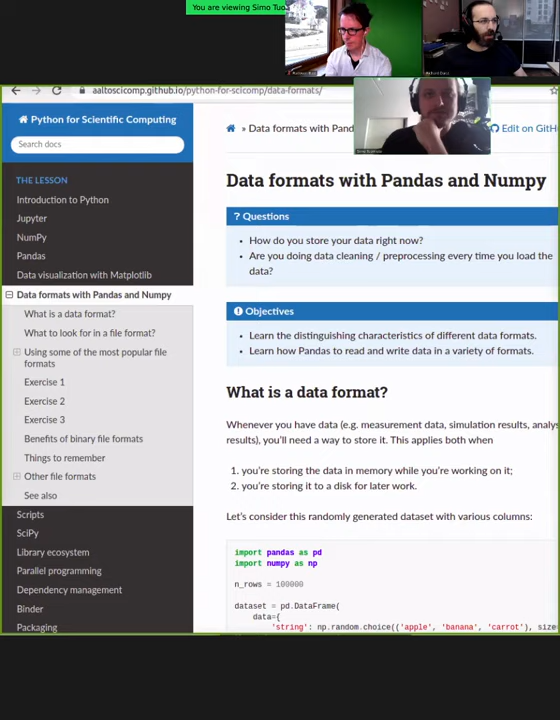 You are viewing Simo Tuo
aaltoscicomp.github.io/python-for-scicomp/data-formats/
Python for Scientific Computing
Search docs
THE LESSON
Introduction to Python
Jupyter
NumPy
Pandas
Data visualization with Matplotlib
Data formats with Pandas and Numpy
What is a data format?
What to look for in a file format?
Using some of the most popular file
formats
Exercise 1
Exercise 2
Exercise 3
Benefits of binary file formats
Things to remember
Other file formats
See also
Scripts
SciPy
Library ecosystem
Parallel programming
Dependency management
Binder
Packaging
» Data formats with Pand
Edit on GitH
Data formats with Pandas and Numpy
? Questions
• How do you store your data right now?
• Are you doing data cleaning / preprocessing every time you load the
data?
Objectives
• Learn the distinguishing characteristics of different data formats.
• Learn how Pandas to read and write data in a variety of formats.
What is a data format?
Whenever you have data (e.g. measurement data, simulation results, analys
results), you'll need a way to store it. This applies both when
1. you're storing the data in memory while you're working on it;
2. you're storing it to a disk for later work.
Let's consider this randomly generated dataset with various columns:
import pandas as pd
import numpy as np
n_rows = 100000
dataset = pd.DataFrame(
data={
'string': np.random.choice(('apple', 'banana', 'carrot'), size=